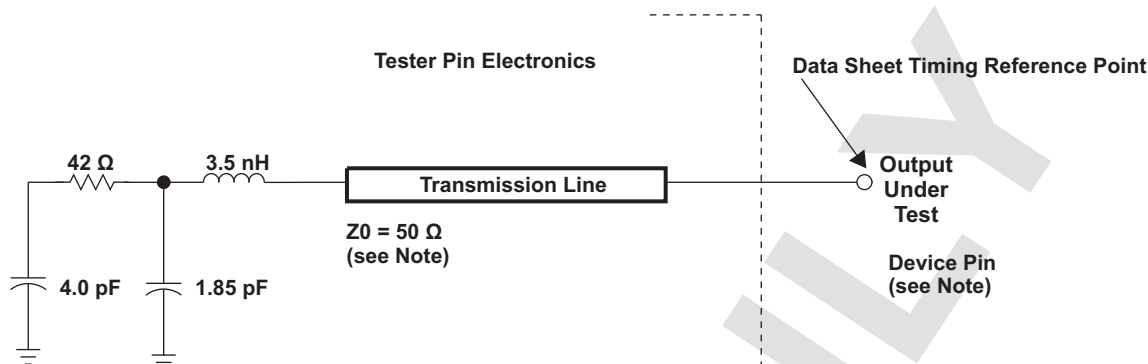 Tester Pin Electronics
Data Sheet Timing Reference Point
42 Ω
3.5 nH
Transmission Line
Output
Under
Test
Z0 = 50 Ω
(see Note)
Device Pin
(see Note)
4.0 pF
1.85 pF